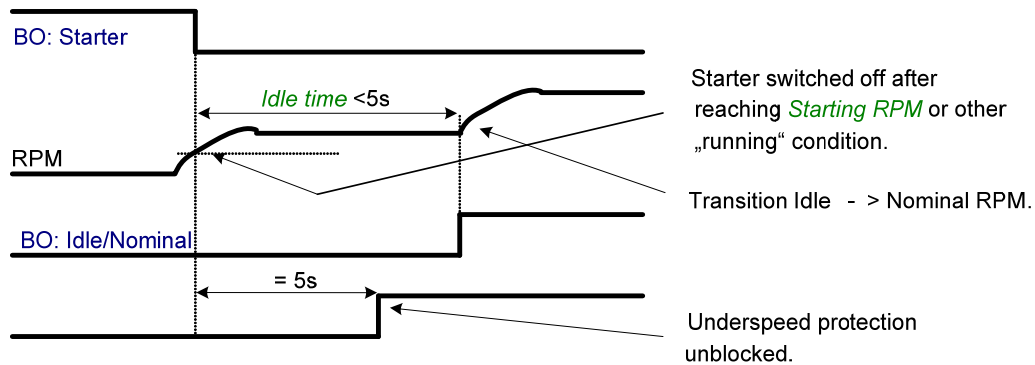 BO: Starter
Idle time <5s
Starter switched off after
reaching Starting RPM or other
„running“ condition.
RPM
Transition Idle - > Nominal RPM.
BO: Idle/Nominal
= 5s
Underspeed protection
unblocked.